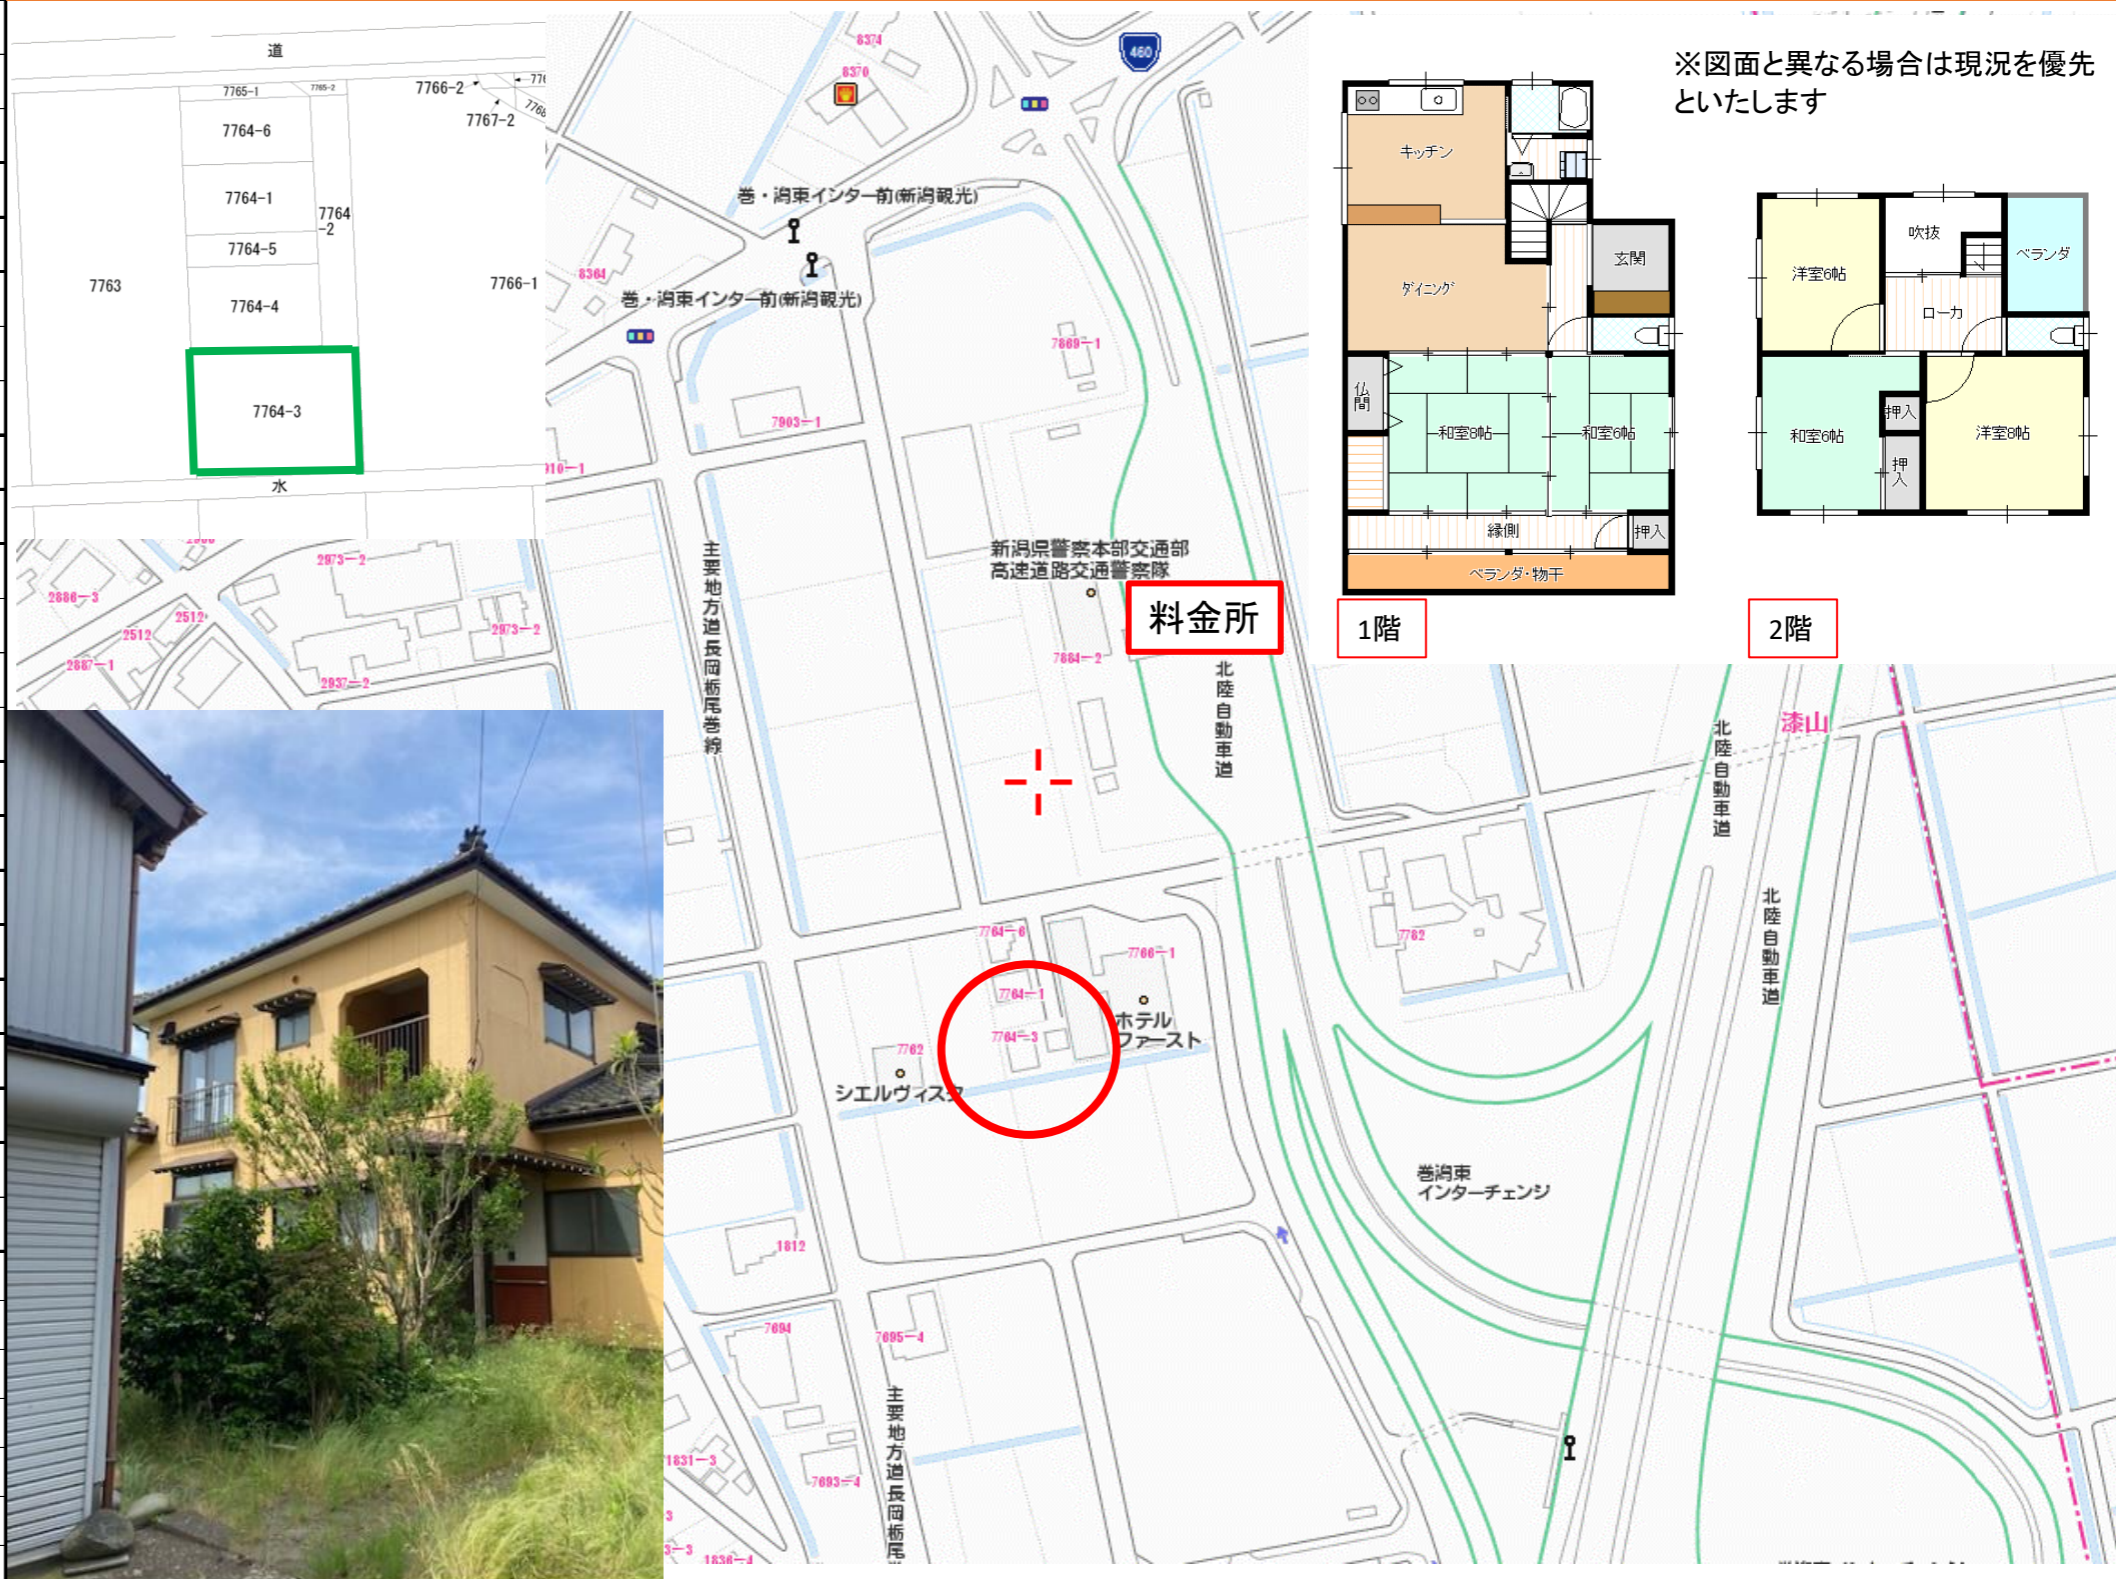 道
7765-1
7765-2
7766-2
7764-6
7767-2
7764-1
7764
-2
7764-5
7763
7766-1
7764-4
7764-3
水
8374
8370
460
巻・潟東インター前(新潟観光)
8364
巻・潟東インター前(新潟観光)
7869-1
7903-1
910-1
新潟県警察本部交通部
高速道路交通警察隊
7884-2
料金所
主要地方道長岡栃尾巻線
北陸自動車道
※図面と異なる場合は現況を優先
といたします
キッチン
ダイニング
玄関
仏間
和室8帖
和室6帖
縁側
押入
ベランダ・物干
1階
洋室6帖
吹抜
ベランダ
ローカ
和室6帖
押入
押入
洋室8帖
2階
2973-2
2886-3
2512
2512
2973-2
2887-1
2937-2
北陸自動車道
漆山
北陸自動車道
7764-6
7766-1
7782
7764-1
7764-3
ホテル
ファースト
7762
シエルヴィスタ
巻潟東
インターチェンジ
1812
7694
7695-4
1831-3
7693-4
主要地方道長岡栃尾
3-3
1836-4